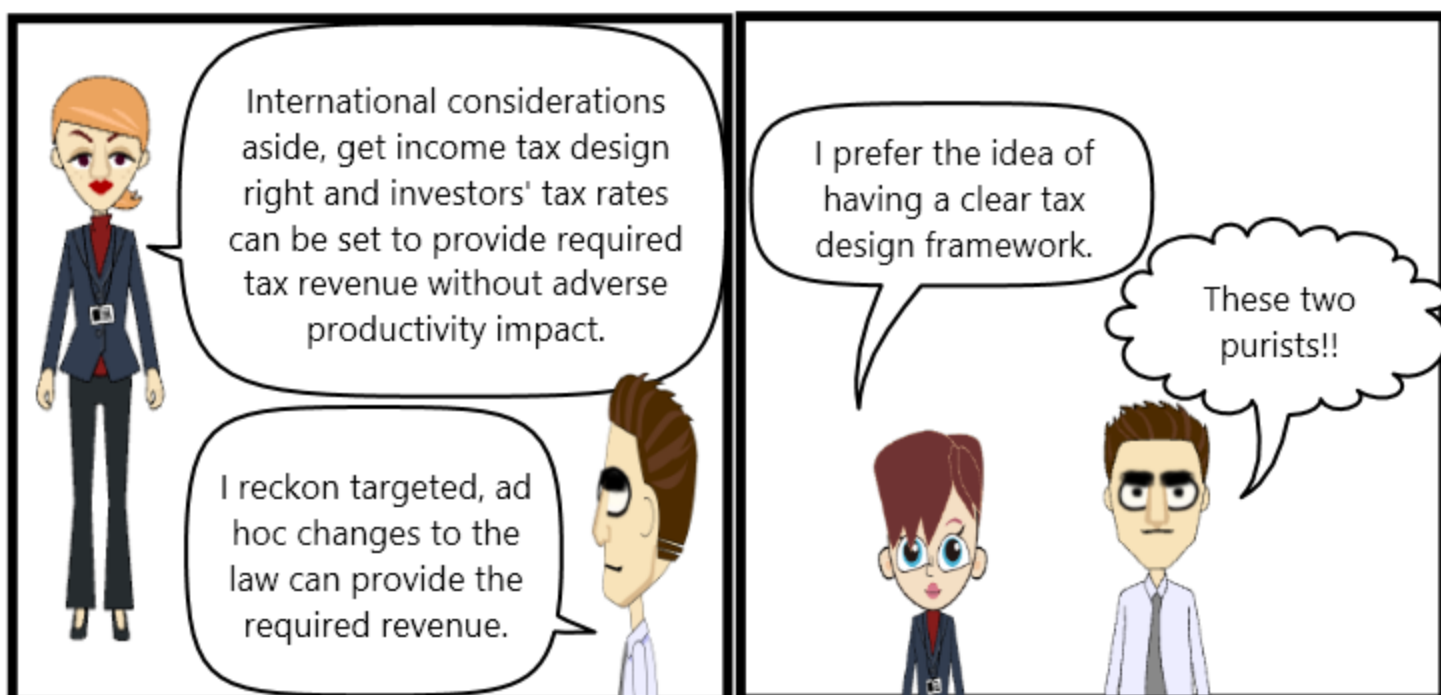 International considerations
aside, get income tax design
right and investors' tax rates
can be set to provide required
tax revenue without adverse
productivity impact.
I reckon targeted, ad
hoc changes to the
law can provide the
required revenue.
I prefer the idea of
having a clear tax
design framework.
These two
purists!!